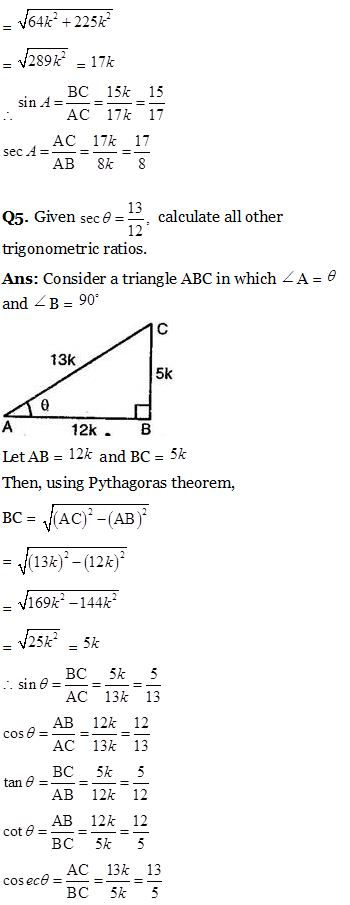 = √(64k² + 225k²)
= √(289k²) = 17k
∴ sin A = BC/AC = 15k/17k = 15/17
sec A = AC/AB = 17k/8k = 17/8
Q5. Given sec θ = 13/12, calculate all other
trigonometric ratios.
Ans: Consider a triangle ABC in which ∠A = θ
and ∠B = 90°
C
13k
5k
θ
A
12k .
B
Let AB = 12k and BC = 5k
Then, using Pythagoras theorem,
BC = √((AC)² – (AB)²)
= √((13k)² – (12k)²)
= √(169k² – 144k²)
= √(25k²) = 5k
∴ sin θ = BC/AC = 5k/13k = 5/13
cos θ = AB/AC = 12k/13k = 12/13
tan θ = BC/AB = 5k/12k = 5/12
cot θ = AB/BC = 12k/5k = 12/5
cos ecθ = AC/BC = 13k/5k = 13/5